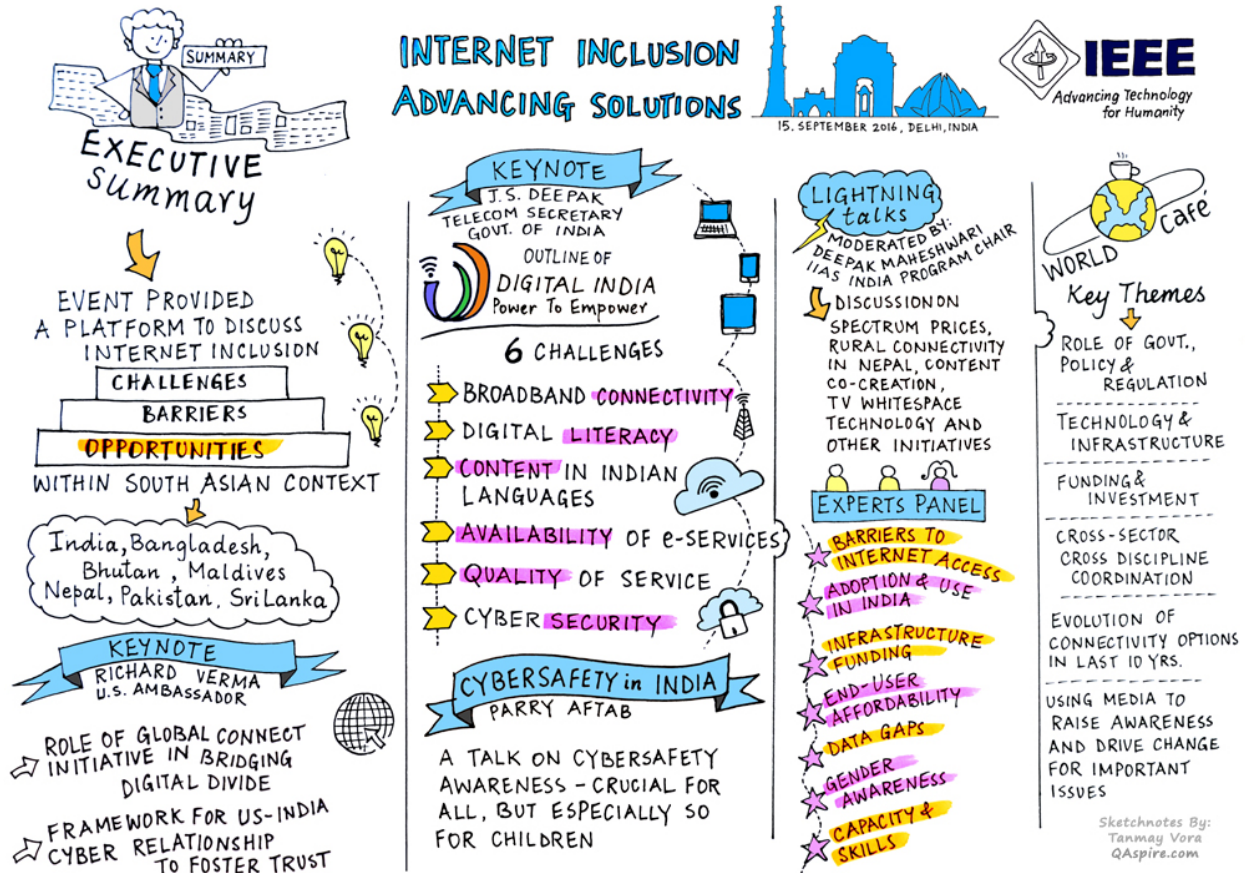 SUMMARY
EXECUTIVE
Summary
INTERNET INCLUSION
ADVANCING SOLUTIONS
15. SEPTEMBER 2016, DELHI, INDIA
IEEE
Advancing Technology
for Humanity
EVENT PROVIDED
A PLATFORM TO DISCUSS
INTERNET INCLUSION
CHALLENGES
BARRIERS
OPPORTUNITIES
WITHIN SOUTH ASIAN CONTEXT
India, Bangladesh,
Bhutan, Maldives
Nepal, Pakistan, SriLanka
KEYNOTE
RICHARD VERMA
U.S. AMBASSADOR
ROLE OF GLOBAL CONNECT
INITIATIVE IN BRIDGING
DIGITAL DIVIDE
FRAMEWORK FOR US-INDIA
CYBER RELATIONSHIP
TO FOSTER TRUST
KEYNOTE
J.S. DEEPAK
TELECOM SECRETARY
GOVT. OF INDIA
OUTLINE OF
DIGITAL INDIA
Power To Empower
6 CHALLENGES
BROADBAND CONNECTIVITY
DIGITAL LITERACY
CONTENT IN INDIAN
LANGUAGES
AVAILABILITY OF e-SERVICES
QUALITY OF SERVICE
CYBER SECURITY
CYBERSAFETY in INDIA
PARRY AFTAB
A TALK ON CYBERSAFETY
AWARENESS - CRUCIAL FOR
ALL, BUT ESPECIALLY SO
FOR CHILDREN
LIGHTNING
talks
MODERATED BY:
DEEPAK MAHESHWARI
IIAS INDIA PROGRAM CHAIR
DISCUSSION ON
SPECTRUM PRICES,
RURAL CONNECTIVITY
IN NEPAL, CONTENT
CO-CREATION,
TV WHITESPACE
TECHNOLOGY AND
OTHER INITIATIVES
EXPERTS PANEL
BARRIERS TO
INTERNET ACCESS
ADOPTION & USE
IN INDIA
INFRASTRUCTURE
FUNDING
END-USER
AFFORDABILITY
DATA GAPS
GENDER
AWARENESS
CAPACITY &
SKILLS
WORLD Café
Key Themes
ROLE OF GOVT.,
POLICY &
REGULATION
TECHNOLOGY &
INFRASTRUCTURE
FUNDING &
INVESTMENT
CROSS-SECTOR
CROSS DISCIPLINE
COORDINATION
EVOLUTION OF
CONNECTIVITY OPTIONS
IN LAST 10 YRS.
USING MEDIA TO
RAISE AWARENESS
AND DRIVE CHANGE
FOR IMPORTANT
ISSUES
Sketchnotes By:
Tanmay Vora
QAspire.com